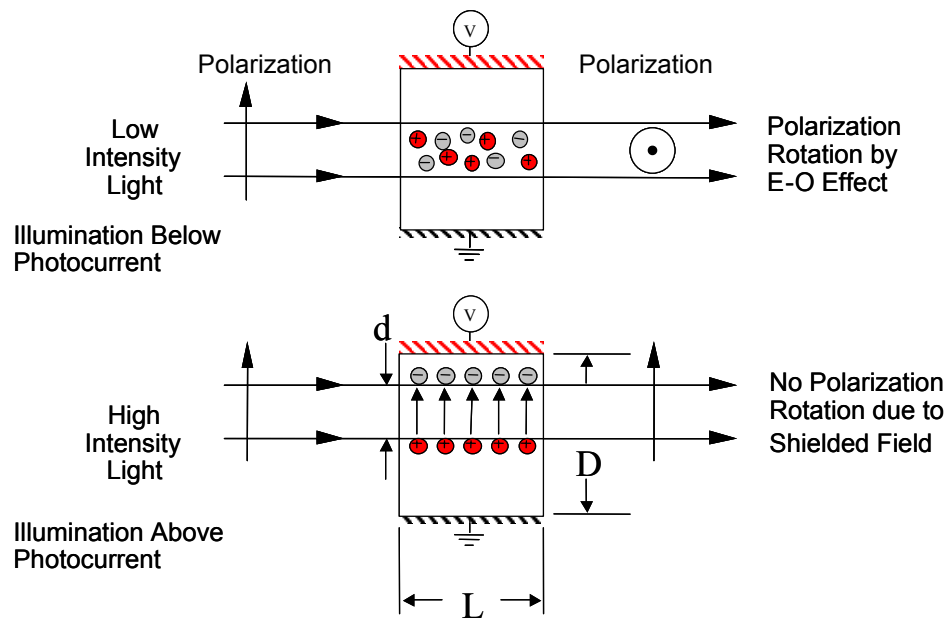 V
Polarization
Polarization
Low
Intensity
Light
Polarization
Rotation by
E-O Effect
Illumination Below
Photocurrent
V
d
High
Intensity
Light
No Polarization
Rotation due to
Shielded Field
D
Illumination Above
Photocurrent
L